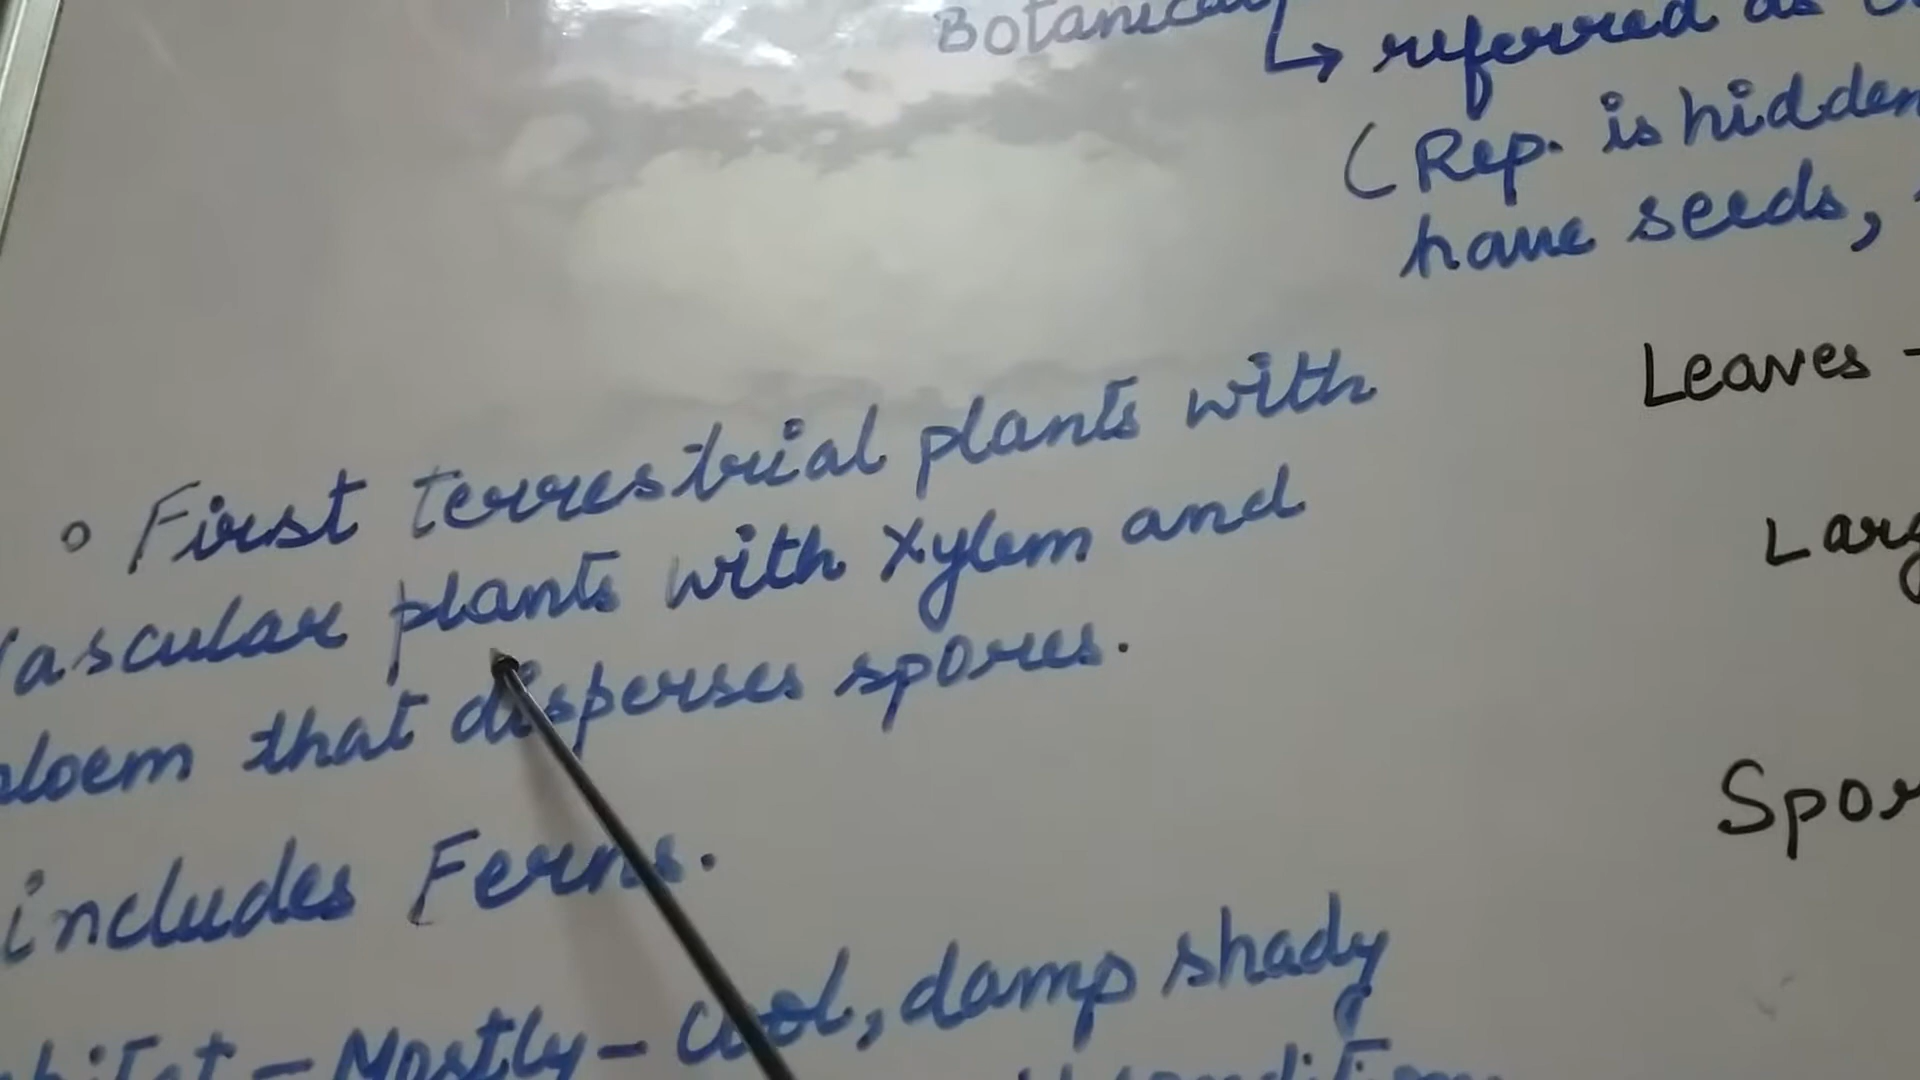 Botanical
↳ referred as
(Rep. is hidden
have seeds,
Leaves -
° First terrestrial plants with
Vascular plants with Xylem and
phloem that disperses spores.
includes Ferns.
Habitat - Mostly - Cool, damp shady